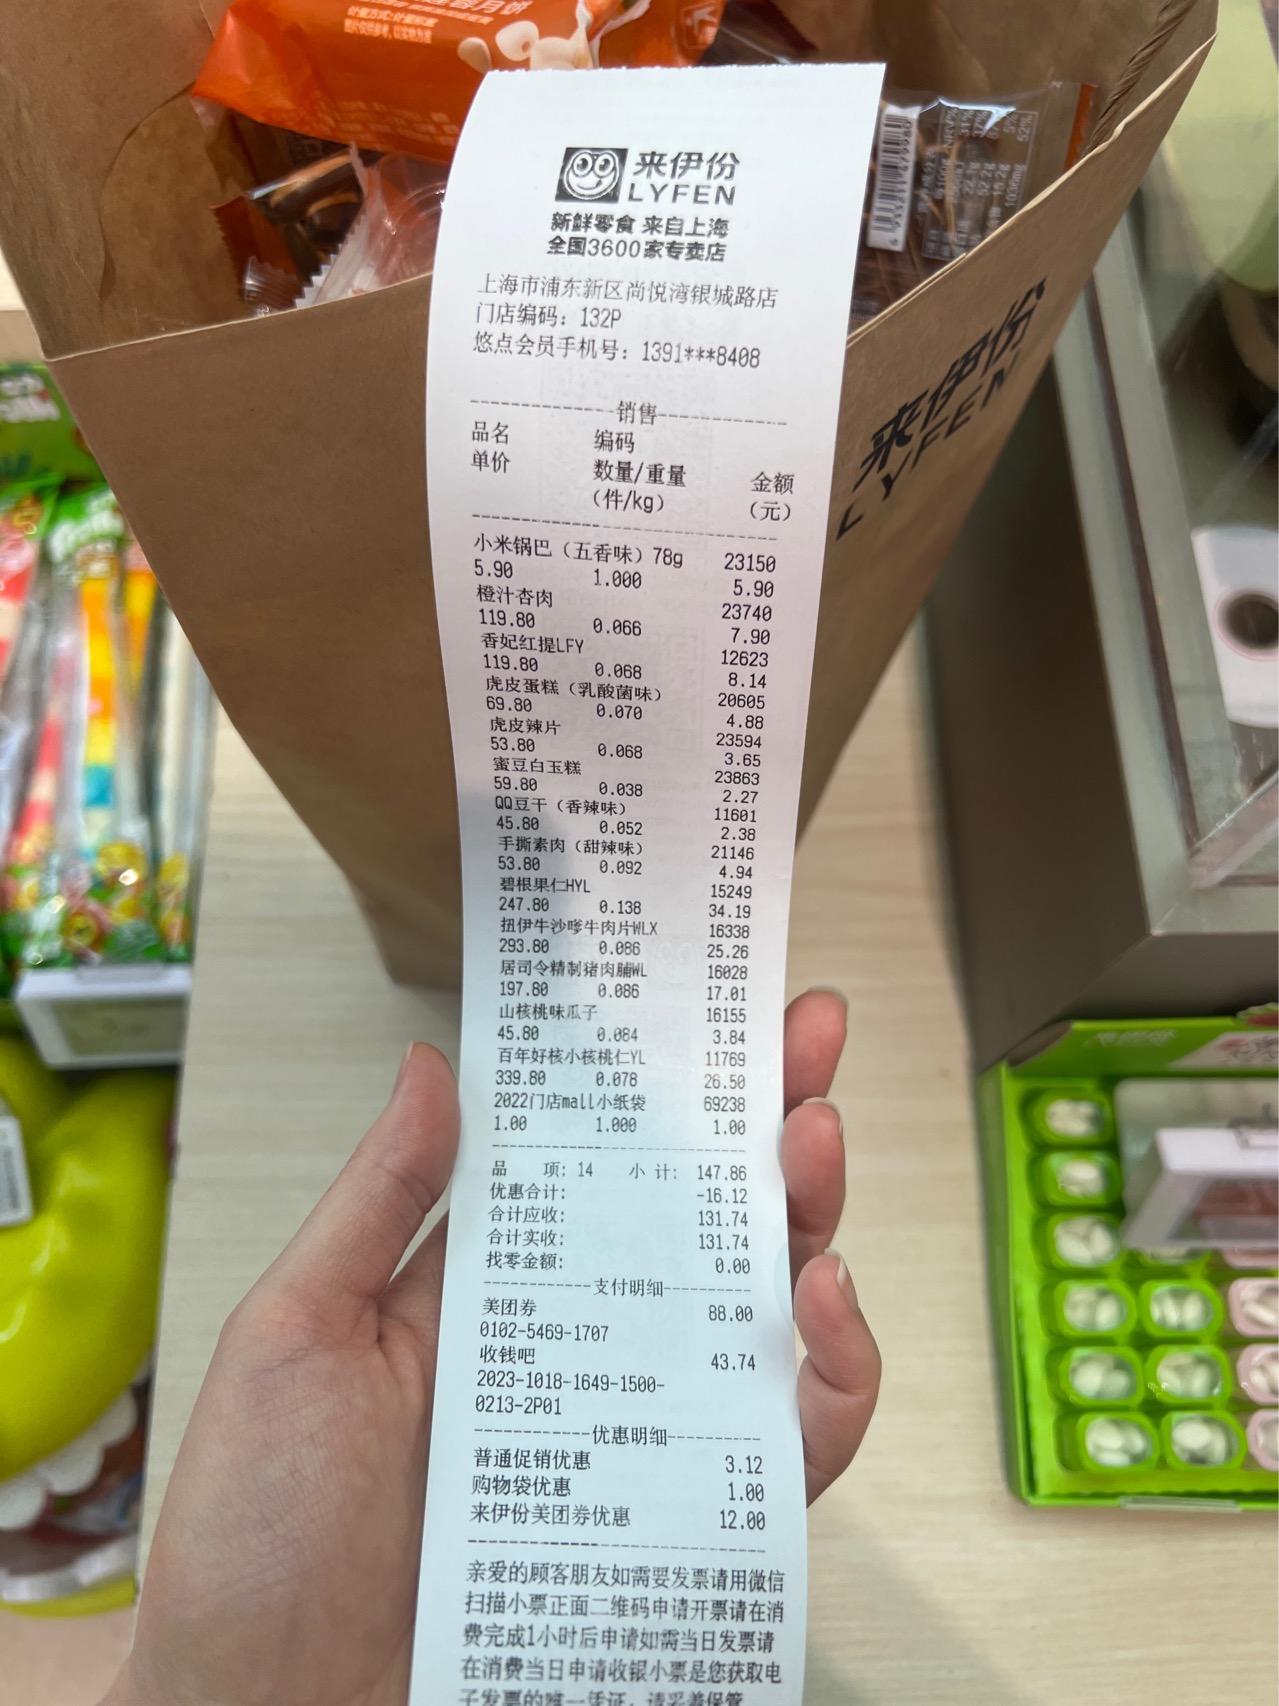 来伊份
LYFEN
新鲜零食 来自上海
全国3600家专卖店
上海市浦东新区尚悦湾银城路店
门店编码：132P
悠点会员手机号：1391***8408
销售
品名 编码
单价 数量/重量 金额
（件/kg） （元）
小米锅巴（五香味）78g 23150
5.90 1.000 5.90
橙汁杏肉 23740
119.80 0.066 7.90
香妃红提LFY 12623
119.80 0.068 8.14
虎皮蛋糕（乳酸菌味） 20605
69.80 0.070 4.88
虎皮辣片 23594
53.80 0.068 3.65
蜜豆白玉糕 23863
59.80 0.038 2.27
QQ豆干（香辣味） 11601
45.80 0.052 2.38
手撕素肉（甜辣味） 21146
53.80 0.092 4.94
碧根果仁HYL 15249
247.80 0.138 34.19
扭伊牛沙嗲牛肉片WLX 16338
293.80 0.086 25.26
居司令精制猪肉脯WL 16028
197.80 0.086 17.01
山核桃味瓜子 16155
45.80 0.084 3.84
百年好核小核桃仁YL 11769
339.80 0.078 26.50
2022门店mall小纸袋 69238
1.00 1.000 1.00
品 项: 14 小 计: 147.86
优惠合计: -16.12
合计应收: 131.74
合计实收: 131.74
找零金额: 0.00
支付明细
美团券 88.00
0102-5469-1707
收钱吧 43.74
2023-1018-1649-1500-
0213-2P01
优惠明细
普通促销优惠 3.12
购物袋优惠 1.00
来伊份美团券优惠 12.00
亲爱的顾客朋友如需要发票请用微信
扫描小票正面二维码申请开票请在消
费完成1小时后申请如需当日发票请
在消费当日申请收银小票是您获取电
子发票的唯一凭证，请妥善保管
来伊份
LYFEN